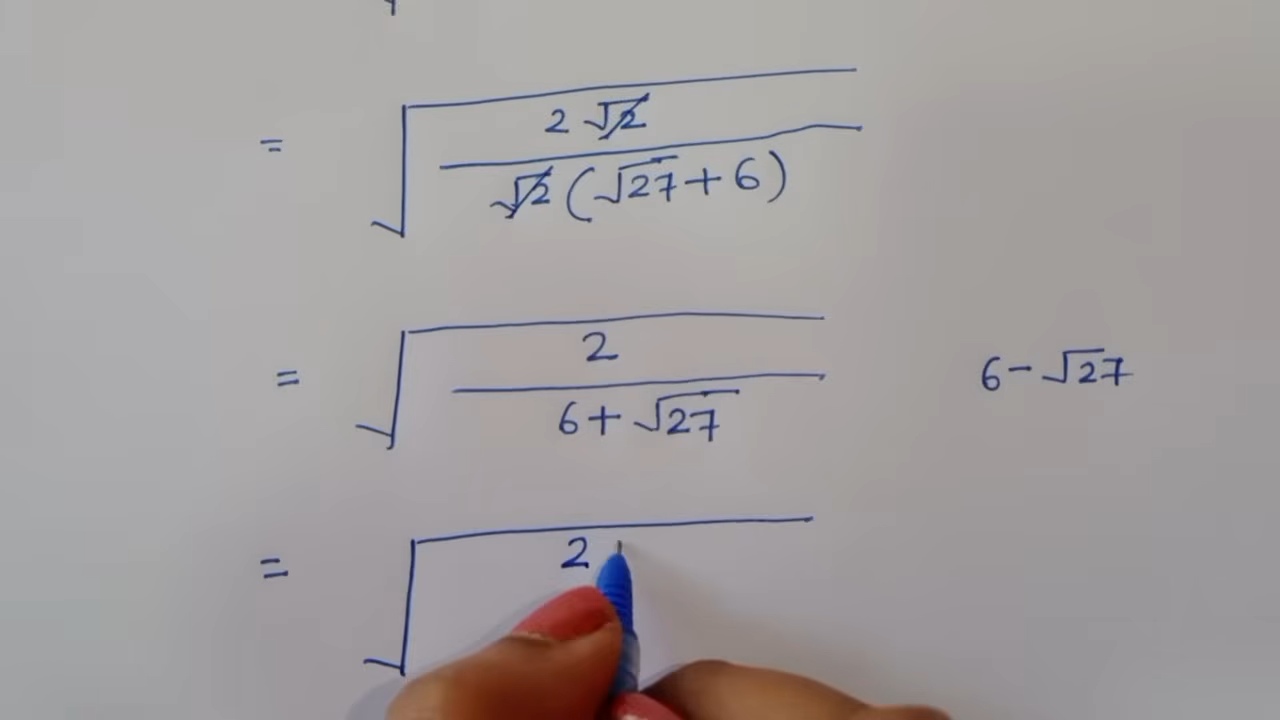 = √(2√2 / √2(√27 + 6))
= √(2 / 6 + √27) 6 - √27
= √2